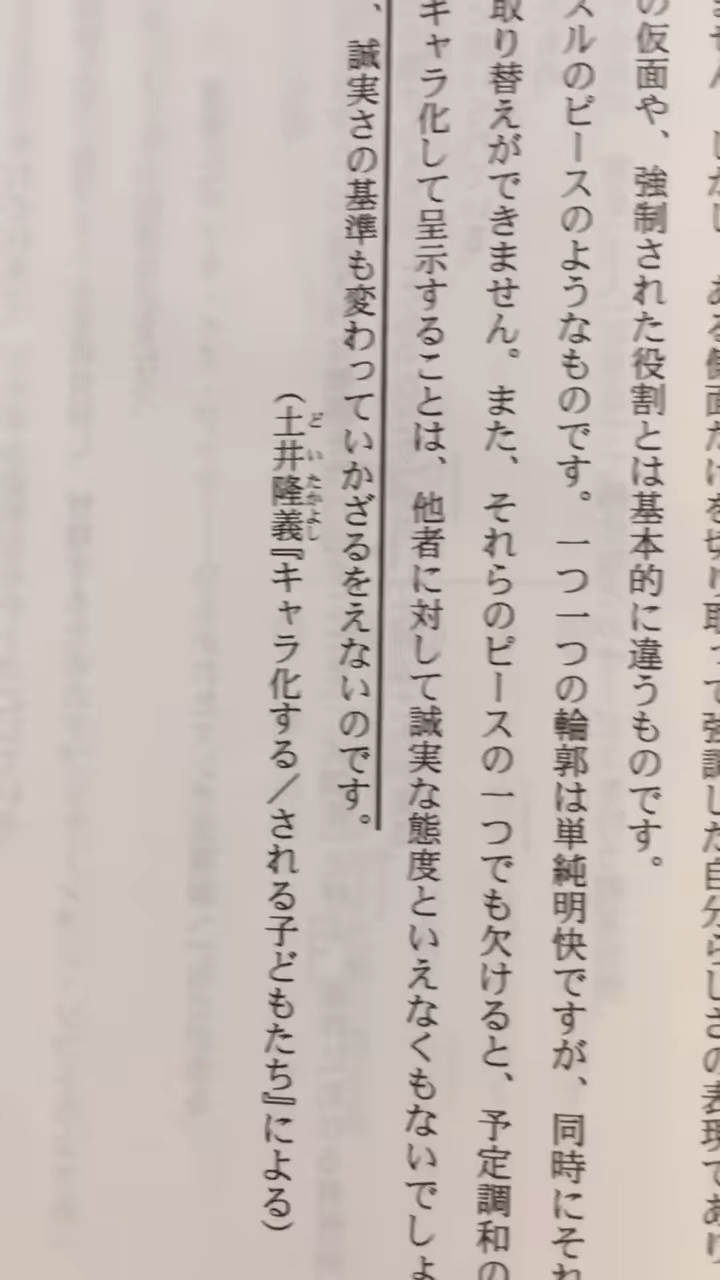 しかし、ある側面だけを切り取って強調した自分らしさの表現であり
の仮面や、強制された役割とは基本的に違うものです。
ズルのピースのようなものです。一つ一つの輪郭は単純明快ですが、同時にそれ
取り替えができません。また、それらのピースの一つでも欠けると、予定調和の
キャラ化して呈示することは、他者に対して誠実な態度といえなくもないでしょ
、誠実さの基準も変わっていかざるをえないのです。
(土井隆義『キャラ化する／される子どもたち』による)